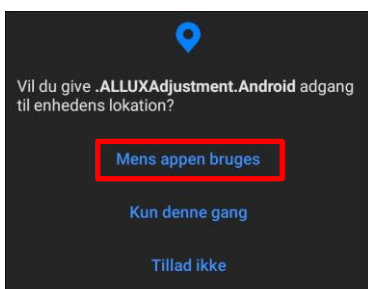 Vil du give .ALLUXAdjustment.Android adgang
til enhedens lokation?
Mens appen bruges
Kun denne gang
Tillad ikke